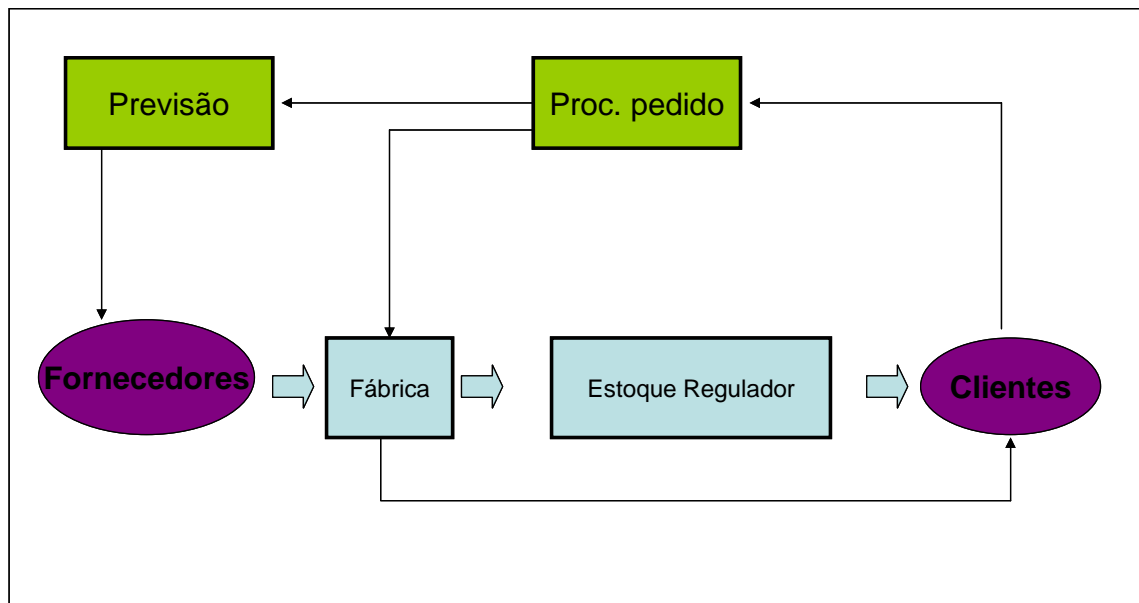 Previsão
Proc. pedido
Fornecedores
Fábrica
Estoque Regulador
Clientes